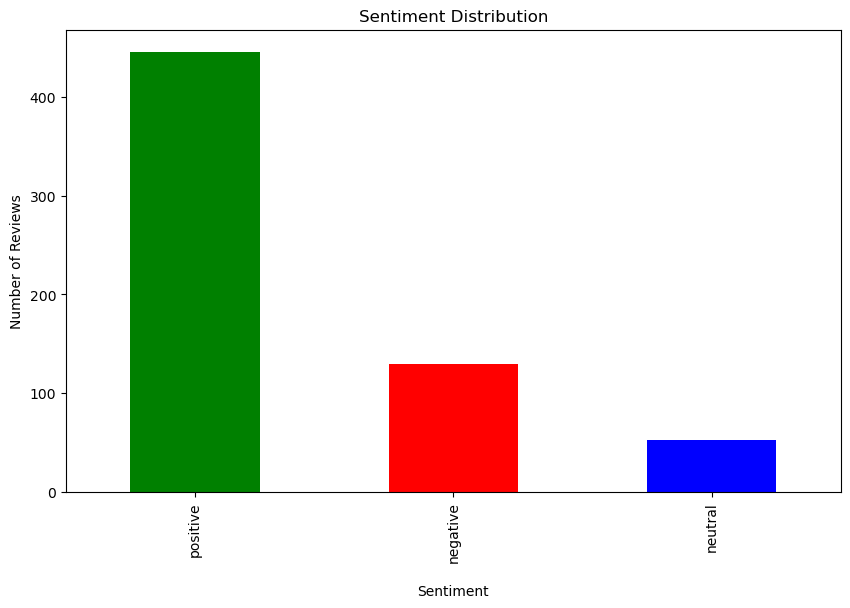 Sentiment Distribution
Number of Reviews
400
300
200
100
0
positive
negative
neutral
Sentiment